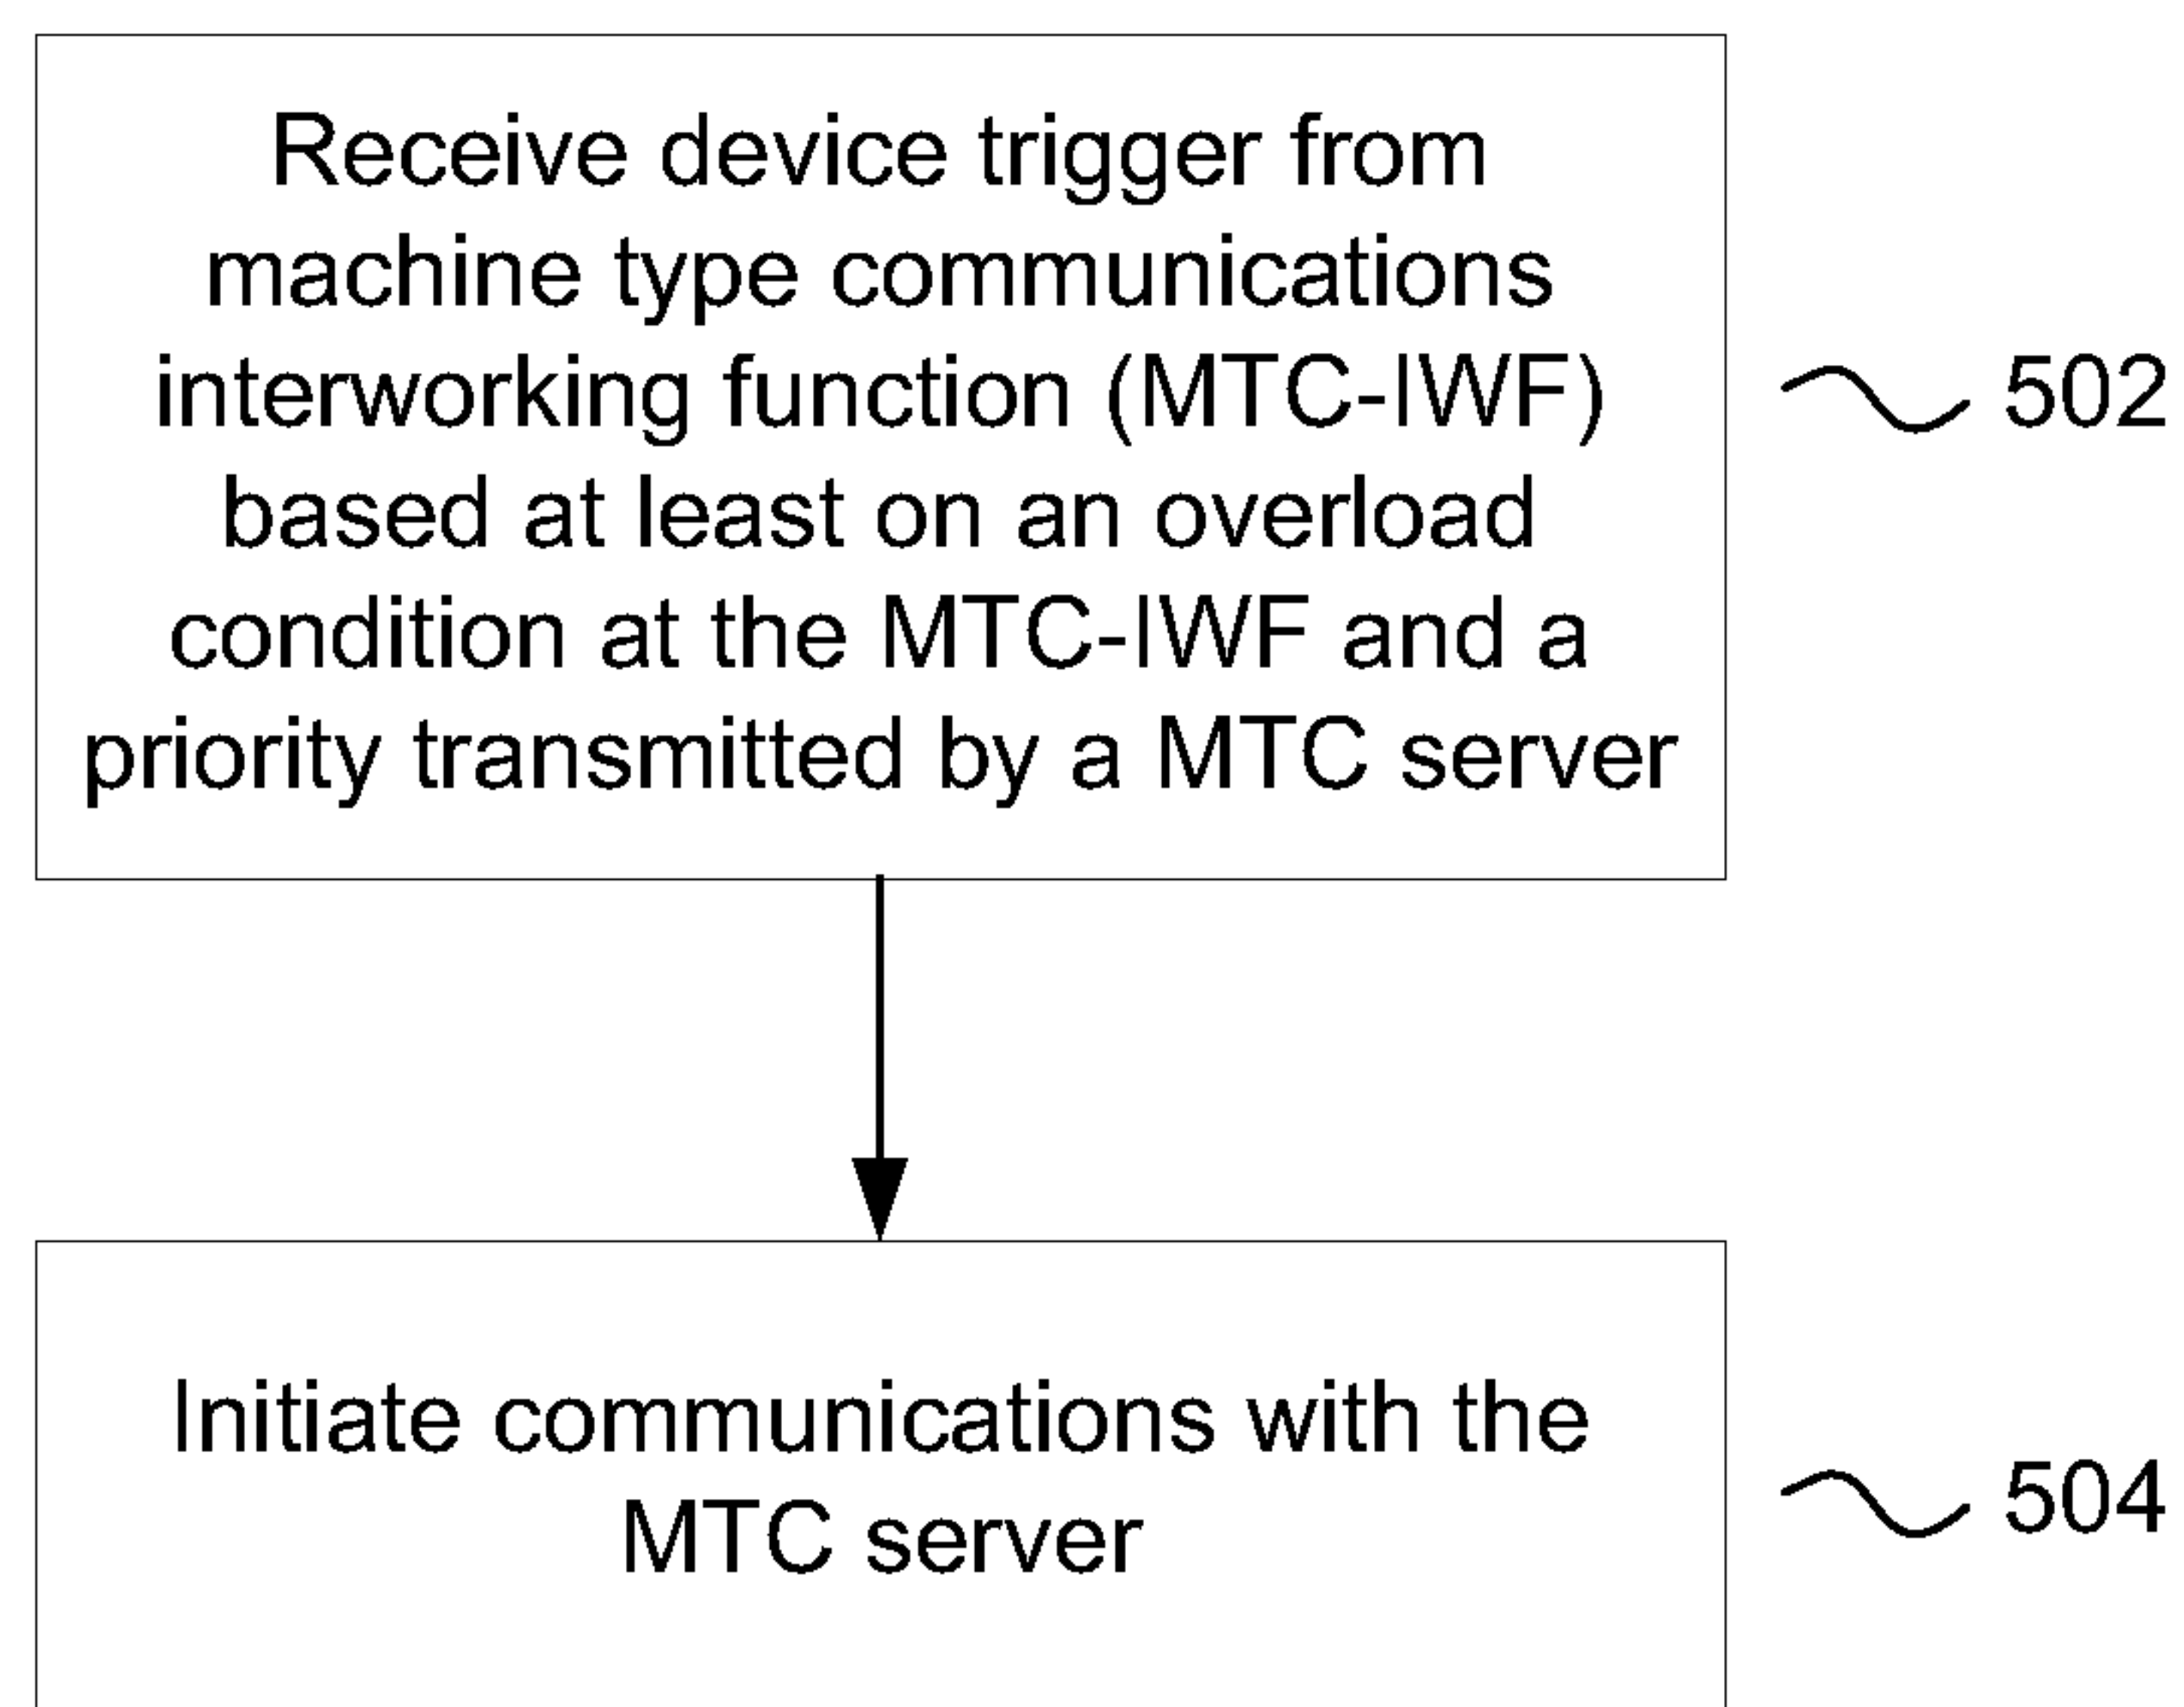 Receive device trigger from
machine type communications
interworking function (MTC-IWF)
based at least on an overload
condition at the MTC-IWF and a
priority transmitted by a MTC server
502
Initiate communications with the
MTC server
504